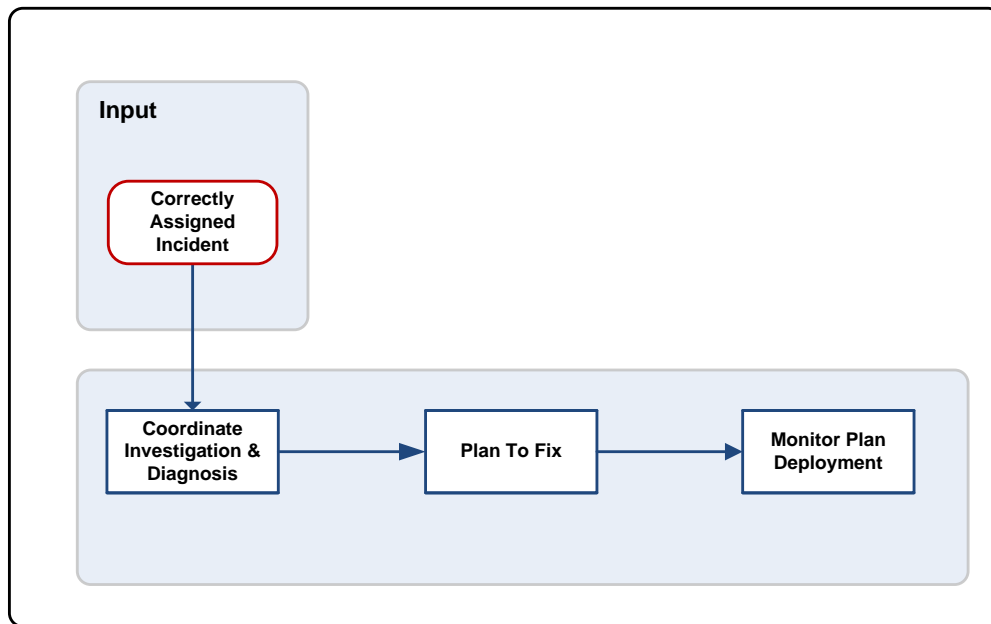 Input
Correctly
Assigned
Incident
Coordinate
Investigation &
Diagnosis
Plan To Fix
Monitor Plan
Deployment